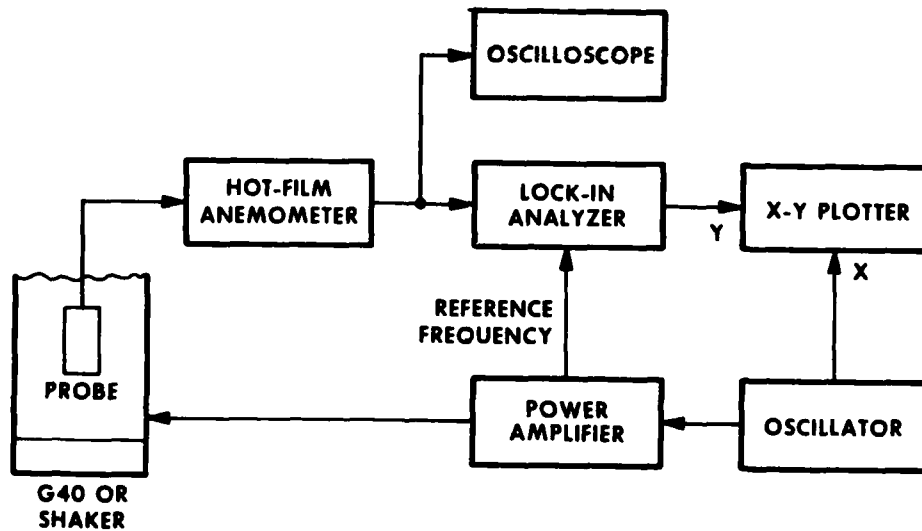 OSCILLOSCOPE
HOT-FILM
ANEMOMETER
LOCK-IN
ANALYZER
X-Y PLOTTER
Y
X
REFERENCE
FREQUENCY
PROBE
POWER
AMPLIFIER
OSCILLATOR
G40 OR
SHAKER